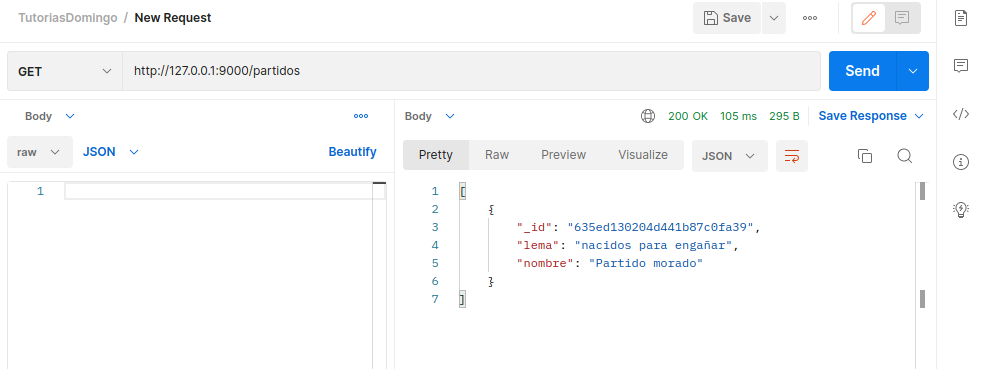 TutoriasDomingo / New Request
Save
GET
http://127.0.0.1:9000/partidos
Send
Body
raw
JSON
Beautify
1
Body
200 OK
105 ms
295 B
Save Response
Pretty
Raw
Preview
Visualize
JSON
1 [
2 {
3 "_id": "635ed130204d441b87c0fa39",
4 "lema": "nacidos para engañar",
5 "nombre": "Partido morado"
6 }
7 ]